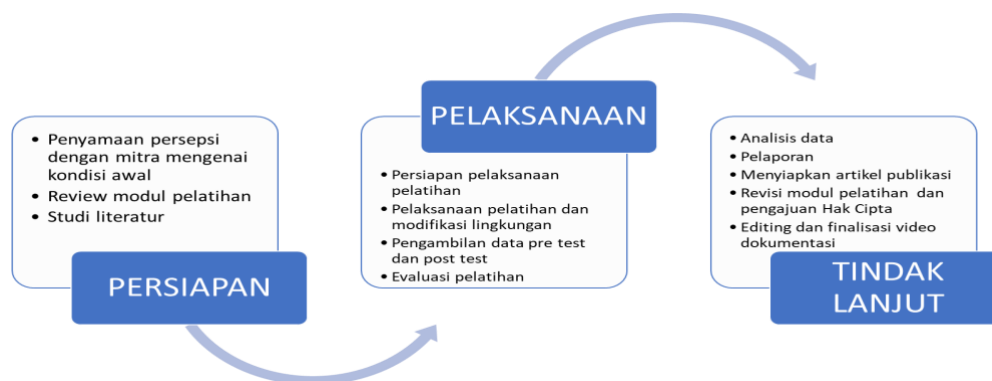 • Penyamaan persepsi
dengan mitra mengenai
kondisi awal
• Review modul pelatihan
• Studi literatur
PERSIAPAN
PELAKSANAAN
• Persiapan pelaksanaan
pelatihan
• Pelaksanaan pelatihan dan
modifikasi lingkungan
• Pengambilan data pre test
dan post test
• Evaluasi pelatihan
• Analisis data
• Pelaporan
• Menyiapkan artikel publikasi
• Revisi modul pelatihan dan
pengajuan Hak Cipta
• Editing dan finalisasi video
dokumentasi
TINDAK
LANJUT